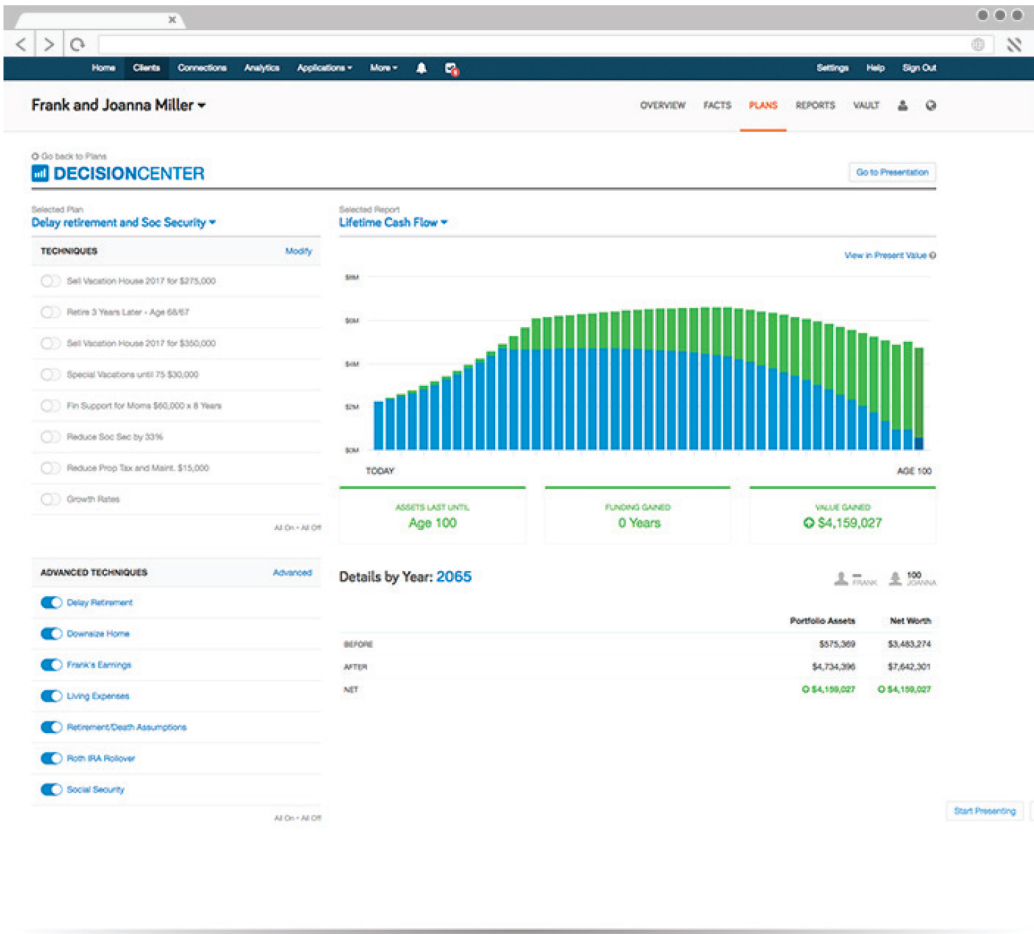 Home Clients Connections Analytics Applications More Settings Help Sign Out
Frank and Joanna Miller OVERVIEW FACTS PLANS REPORTS VAULT
Go back to Plans
DECISIONCENTER Go to Presentation
Selected Plan
Delay retirement and Soc Security
Selected Report
Lifetime Cash Flow
TECHNIQUES Modify
Sell Vacation House 2017 for $275,000
Retire 3 Years Later - Age 68/67
Sell Vacation House 2017 for $350,000
Special Vacations until 75 $30,000
Fin Support for Moms $60,000 x 8 Years
Reduce Soc Sec by 33%
Reduce Prop Tax and Maint. $15,000
Growth Rates
All On • All Off
View in Present Value
$8M
$6M
$4M
$2M
$0M
TODAY AGE 100
ASSETS LAST UNTIL
Age 100
FUNDING GAINED
0 Years
VALUE GAINED
$4,159,027
ADVANCED TECHNIQUES Advanced
Delay Retirement
Downsize Home
Frank's Earnings
Living Expenses
Retirement/Death Assumptions
Roth IRA Rollover
Social Security
All On • All Off
Details by Year: 2065
-- FRANK
100 JOANNA
Portfolio Assets Net Worth
BEFORE $575,369 $3,483,274
AFTER $4,734,396 $7,642,301
NET $4,159,027 $4,159,027
Start Presenting